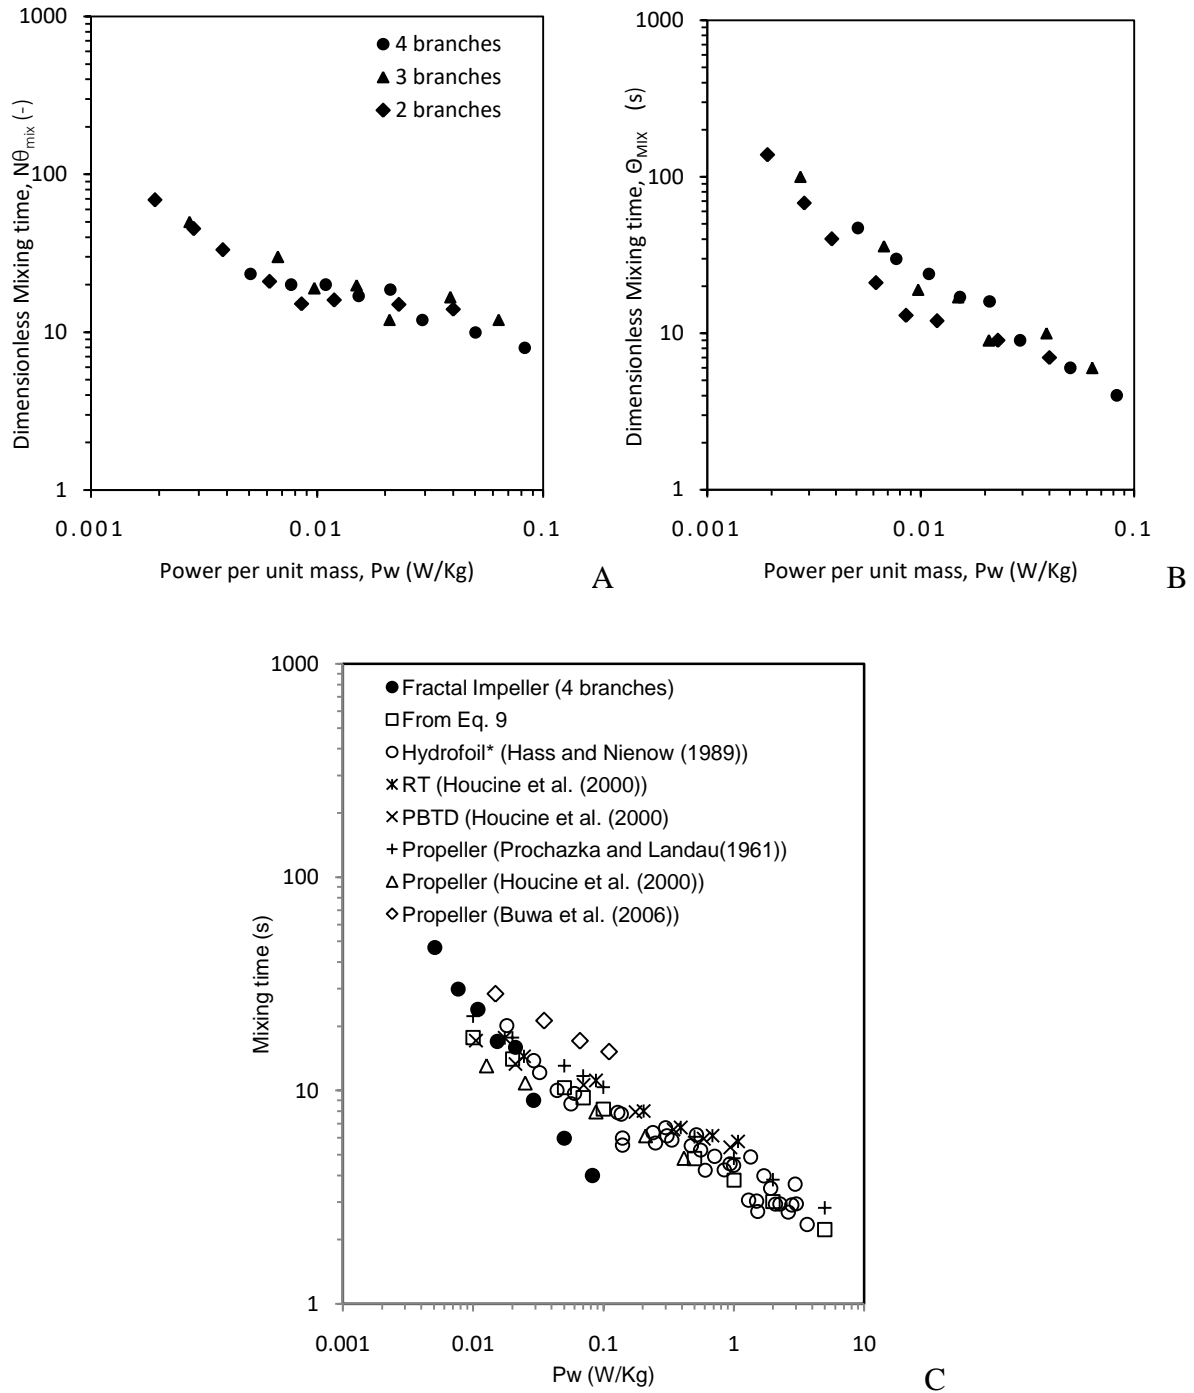 1000
100
10
1
Dimensionless Mixing time, Nθmix (-)
4 branches
3 branches
2 branches
0.001
0.01
0.1
Power per unit mass, Pw (W/Kg)
A
1000
100
10
1
Dimensionless Mixing time, ΘMIX (s)
0.001
0.01
0.1
Power per unit mass, Pw (W/Kg)
B
1000
100
10
1
Mixing time (s)
Fractal Impeller (4 branches)
From Eq. 9
Hydrofoil* (Hass and Nienow (1989))
RT (Houcine et al. (2000))
PBTD (Houcine et al. (2000)
Propeller (Prochazka and Landau(1961))
Propeller (Houcine et al. (2000))
Propeller (Buwa et al. (2006))
0.001
0.01
0.1
1
10
Pw (W/Kg)
C